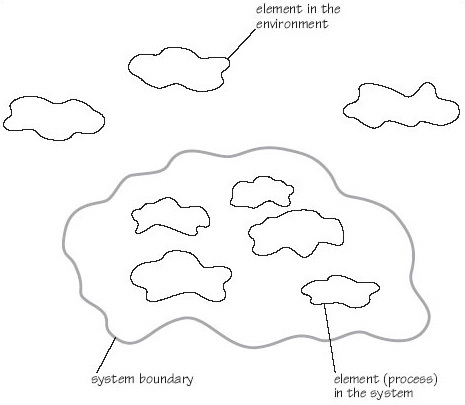 element in the
environment
system boundary
element (process)
in the system